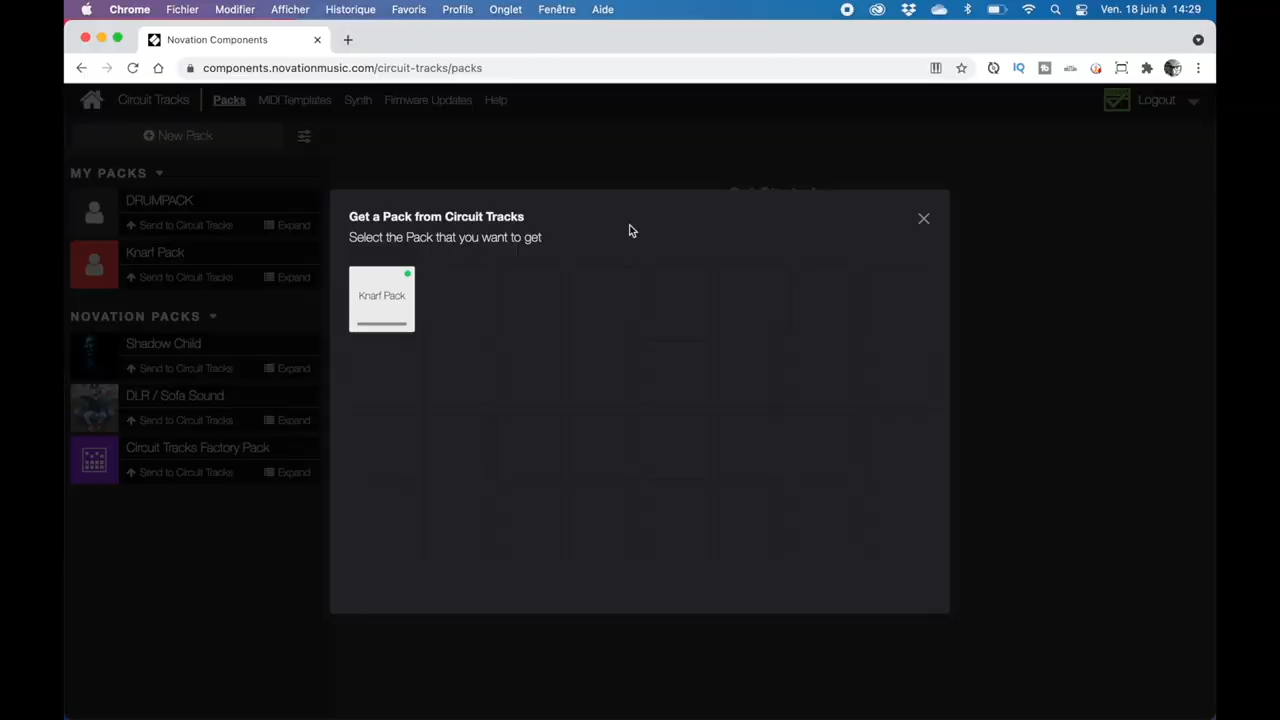 Chrome Fichier Modifier Afficher Historique Favoris Profils Onglet Fenêtre Aide Ven. 18 juin à 14:29
Novation Components
components.novationmusic.com/circuit-tracks/packs
Circuit Tracks Packs MIDI Templates Synth Firmware Updates Help Logout
New Pack
MY PACKS
DRUMPACK
Send to Circuit Tracks Expand
Knarf Pack
Send to Circuit Tracks Expand
NOVATION PACKS
Shadow Child
Send to Circuit Tracks Expand
DLR / Sofa Sound
Send to Circuit Tracks Expand
Circuit Tracks Factory Pack
Send to Circuit Tracks Expand
Get a Pack from Circuit Tracks
Select the Pack that you want to get
Knarf Pack